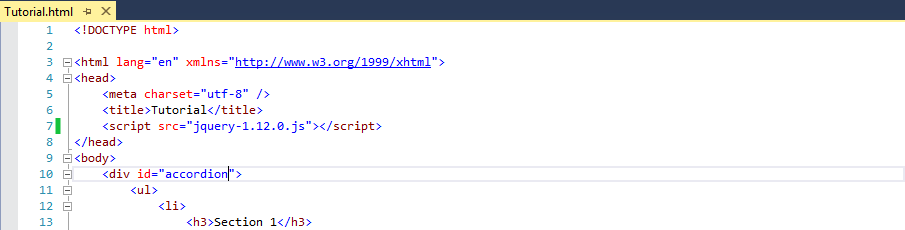 Tutorial.html
1 <!DOCTYPE html>
2
3 <html lang="en" xmlns="http://www.w3.org/1999/xhtml">
4 <head>
5 <meta charset="utf-8" />
6 <title>Tutorial</title>
7 <script src="jquery-1.12.0.js"></script>
8 </head>
9 <body>
10 <div id="accordion">
11 <ul>
12 <li>
13 <h3>Section 1</h3>